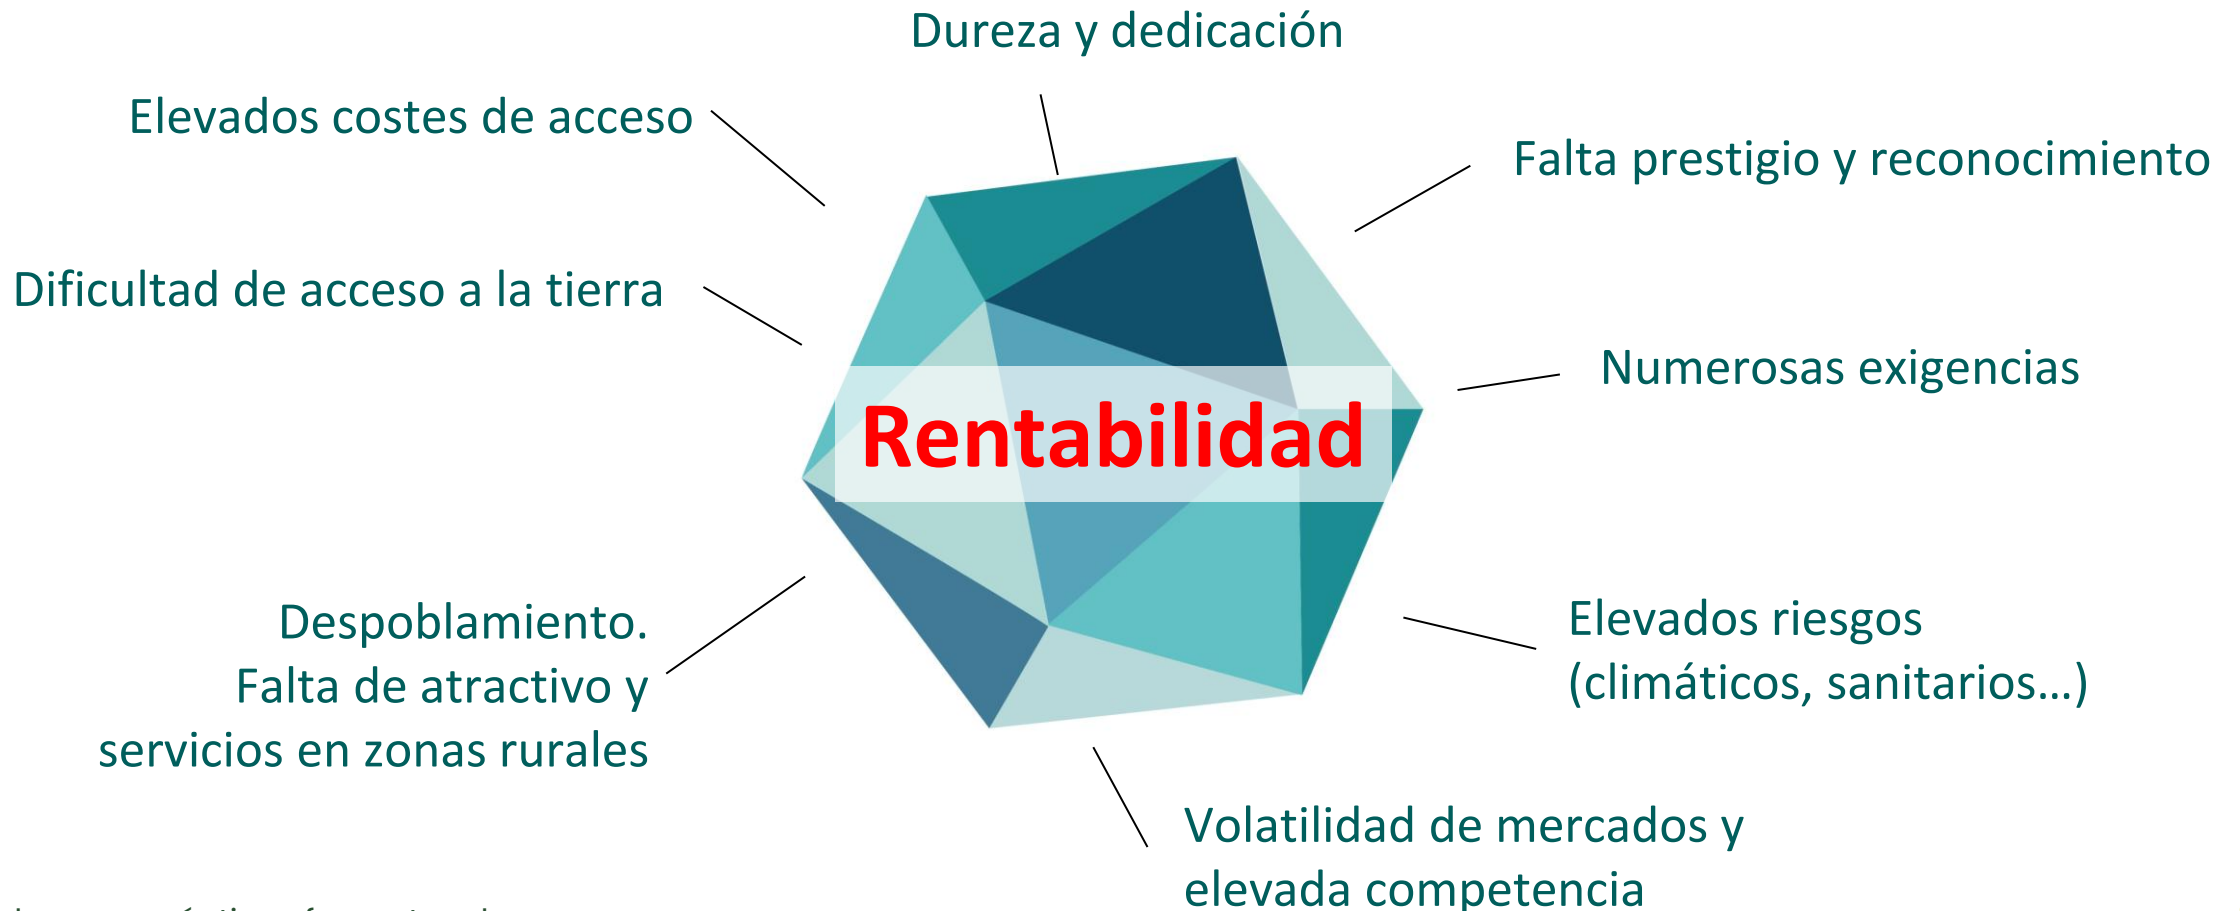 Dureza y dedicación
Elevados costes de acceso
Falta prestigio y reconocimiento
Dificultad de acceso a la tierra
Numerosas exigencias
Rentabilidad
Despoblamiento.
Falta de atractivo y
servicios en zonas rurales
Elevados riesgos
(climáticos, sanitarios...)
Volatilidad de mercados y
elevada competencia